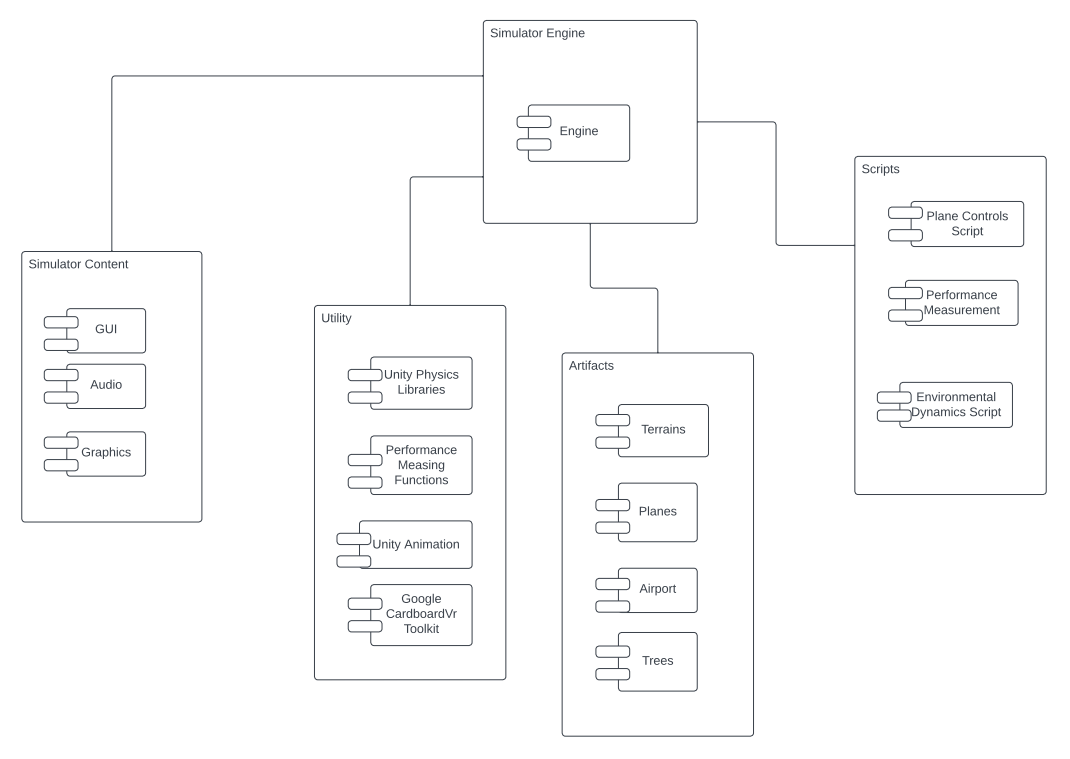 Simulator Engine
Engine
Scripts
Plane Controls
Script
Performance
Measurement
Environmental
Dynamics Script
Simulator Content
GUI
Audio
Graphics
Utility
Unity Physics
Libraries
Performance
Measing
Functions
Unity Animation
Google
CardboardVr
Toolkit
Artifacts
Terrains
Planes
Airport
Trees